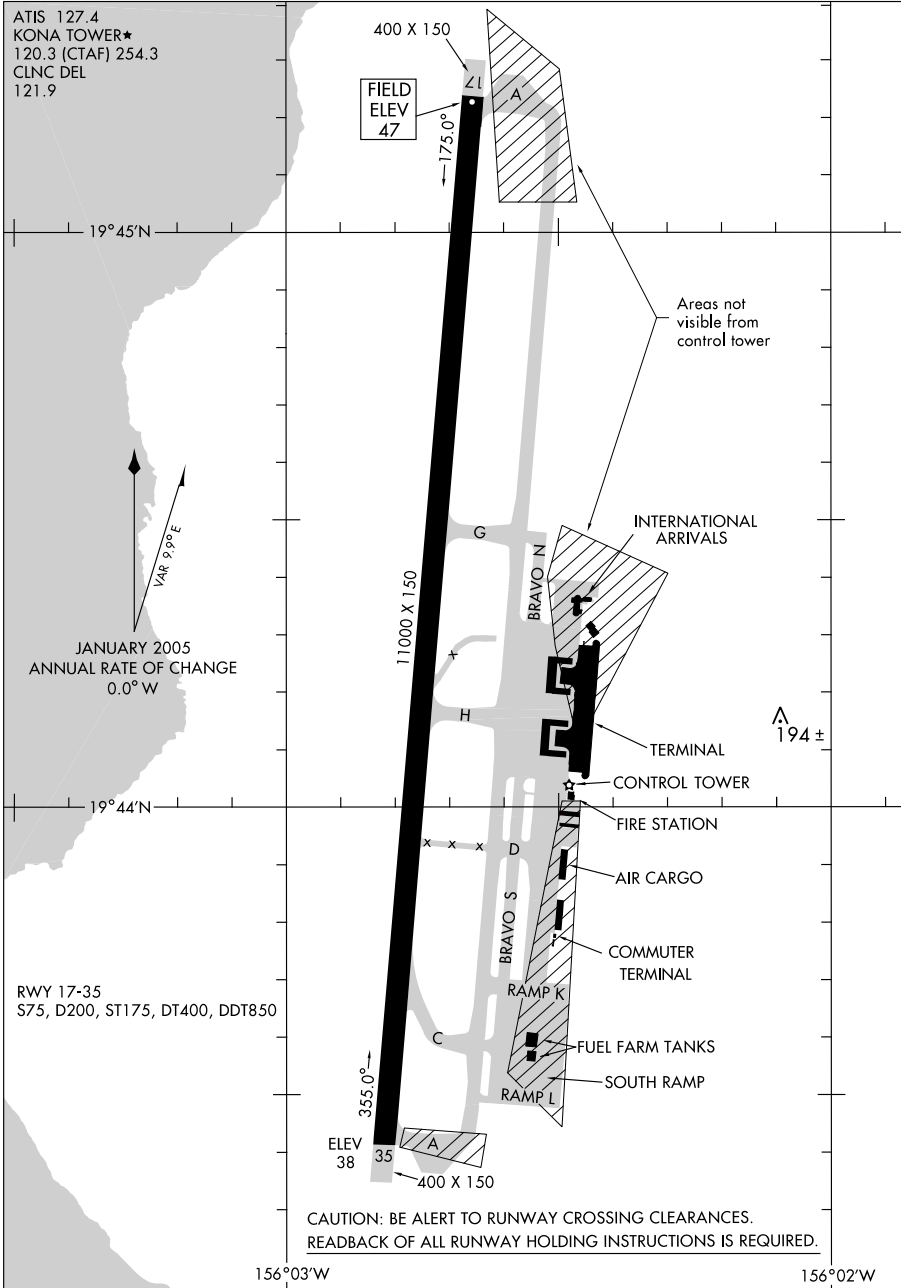 ATIS 127.4
KONA TOWER★
120.3 (CTAF) 254.3
CLNC DEL
121.9
400 X 150
17
FIELD
ELEV
47
A
175.0°
19°45'N
Areas not
visible from
control tower
VAR 9.9° E
JANUARY 2005
ANNUAL RATE OF CHANGE
0.0° W
11000 X 150
G
BRAVO N
INTERNATIONAL
ARRIVALS
X
H
194 ±
TERMINAL
CONTROL TOWER
19°44'N
FIRE STATION
X X X
D
AIR CARGO
BRAVO S
COMMUTER
TERMINAL
RWY 17-35
S75, D200, ST175, DT400, DDT850
RAMP K
C
FUEL FARM TANKS
SOUTH RAMP
RAMP L
355.0°
ELEV
38
35
A
400 X 150
CAUTION: BE ALERT TO RUNWAY CROSSING CLEARANCES.
READBACK OF ALL RUNWAY HOLDING INSTRUCTIONS IS REQUIRED.
156°03'W
156°02'W